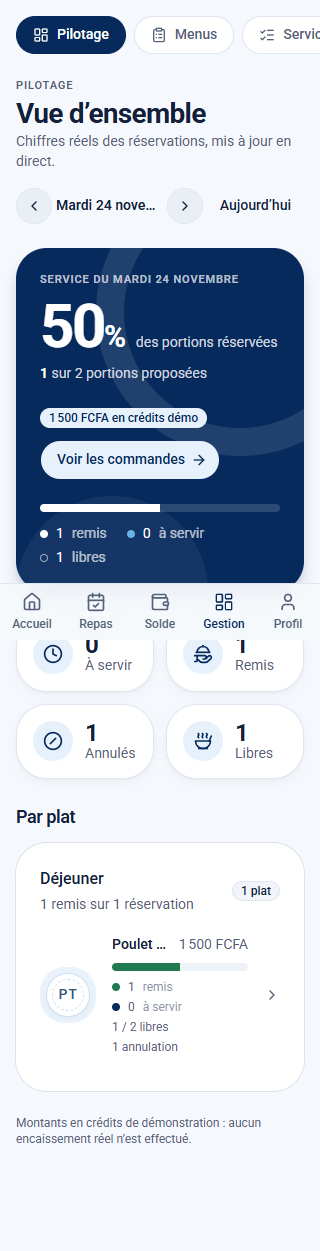 Pilotage
Menus
Servic
PILOTAGE
Vue d’ensemble
Chiffres réels des réservations, mis à jour en
direct.
Mardi 24 nove…
Aujourd’hui
SERVICE DU MARDI 24 NOVEMBRE
50% des portions réservées
1 sur 2 portions proposées
1 500 FCFA en crédits démo
Voir les commandes
1 remis
0 à servir
1 libres
Accueil
Repas
Solde
Gestion
Profil
0
À servir
1
Remis
1
Annulés
1
Libres
Par plat
Déjeuner
1 remis sur 1 réservation
1 plat
PT
Poulet …
1 500 FCFA
1 remis
0 à servir
1 / 2 libres
1 annulation
Montants en crédits de démonstration : aucun
encaissement réel n’est effectué.